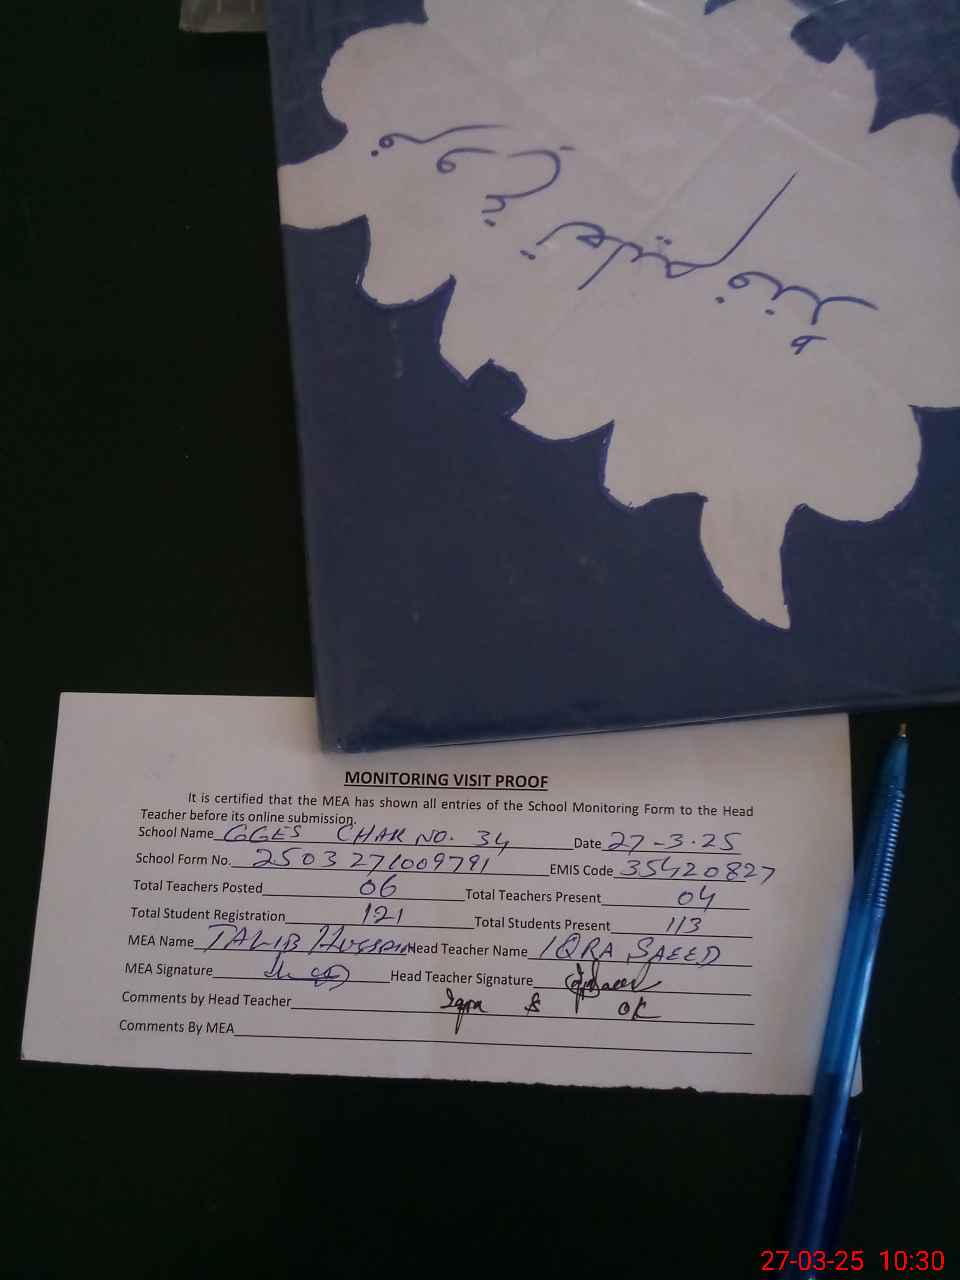 فروغ تعلیم فنڈ
MONITORING VISIT PROOF
It is certified that the MEA has shown all entries of the School Monitoring Form to the Head
Teacher before its online submission.
School Name GGES CHAK NO. 34 Date 27-3-25
School Form No. 2503271009791 EMIS Code 35420827
Total Teachers Posted 06 Total Teachers Present 04
Total Student Registration 121 Total Students Present 113
MEA Name TALIB HUSSAIN Head Teacher Name IQRA SAEED
MEA Signature Head Teacher Signature
Comments by Head Teacher Iqra S OK
Comments By MEA
27-03-25 10:30